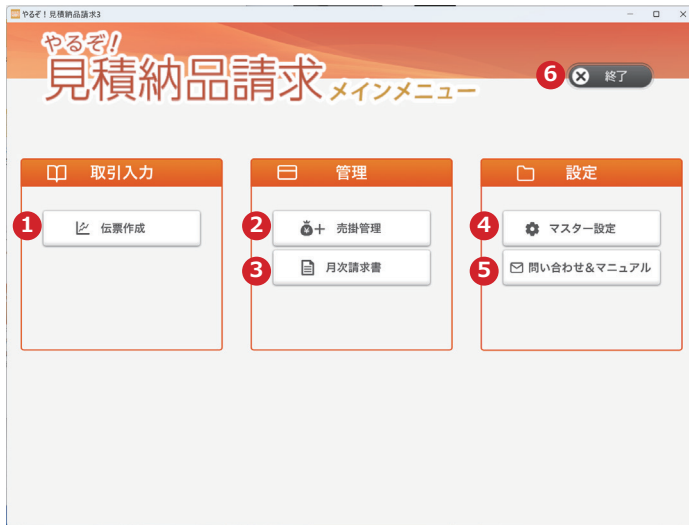 やるぞ！見積納品請求3
やるぞ!
見積納品請求 メインメニュー
6 終了
取引入力
1 伝票作成
管理
2 売掛管理
3 月次請求書
設定
4 マスター設定
5 問い合わせ＆マニュアル